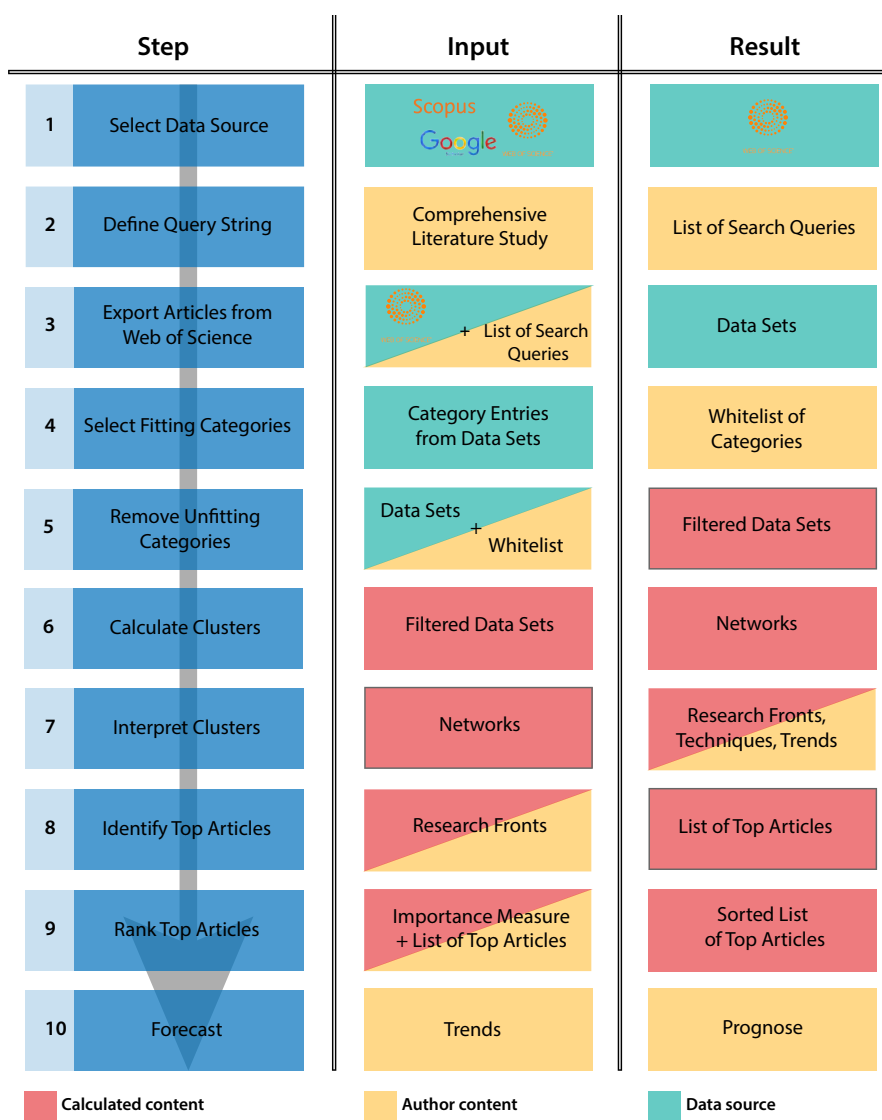 Step
Input
Result
1
Select Data Source
Scopus
Google
2
Define Query String
Comprehensive
Literature Study
List of Search Queries
3
Export Articles from
Web of Science
+ List of Search
Queries
Data Sets
4
Select Fitting Categories
Category Entries
from Data Sets
Whitelist of
Categories
5
Remove Unfitting
Categories
Data Sets
+
Whitelist
Filtered Data Sets
6
Calculate Clusters
Filtered Data Sets
Networks
7
Interpret Clusters
Networks
Research Fronts,
Techniques, Trends
8
Identify Top Articles
Research Fronts
List of Top Articles
9
Rank Top Articles
Importance Measure
+ List of Top Articles
Sorted List
of Top Articles
10
Forecast
Trends
Prognose
Calculated content
Author content
Data source